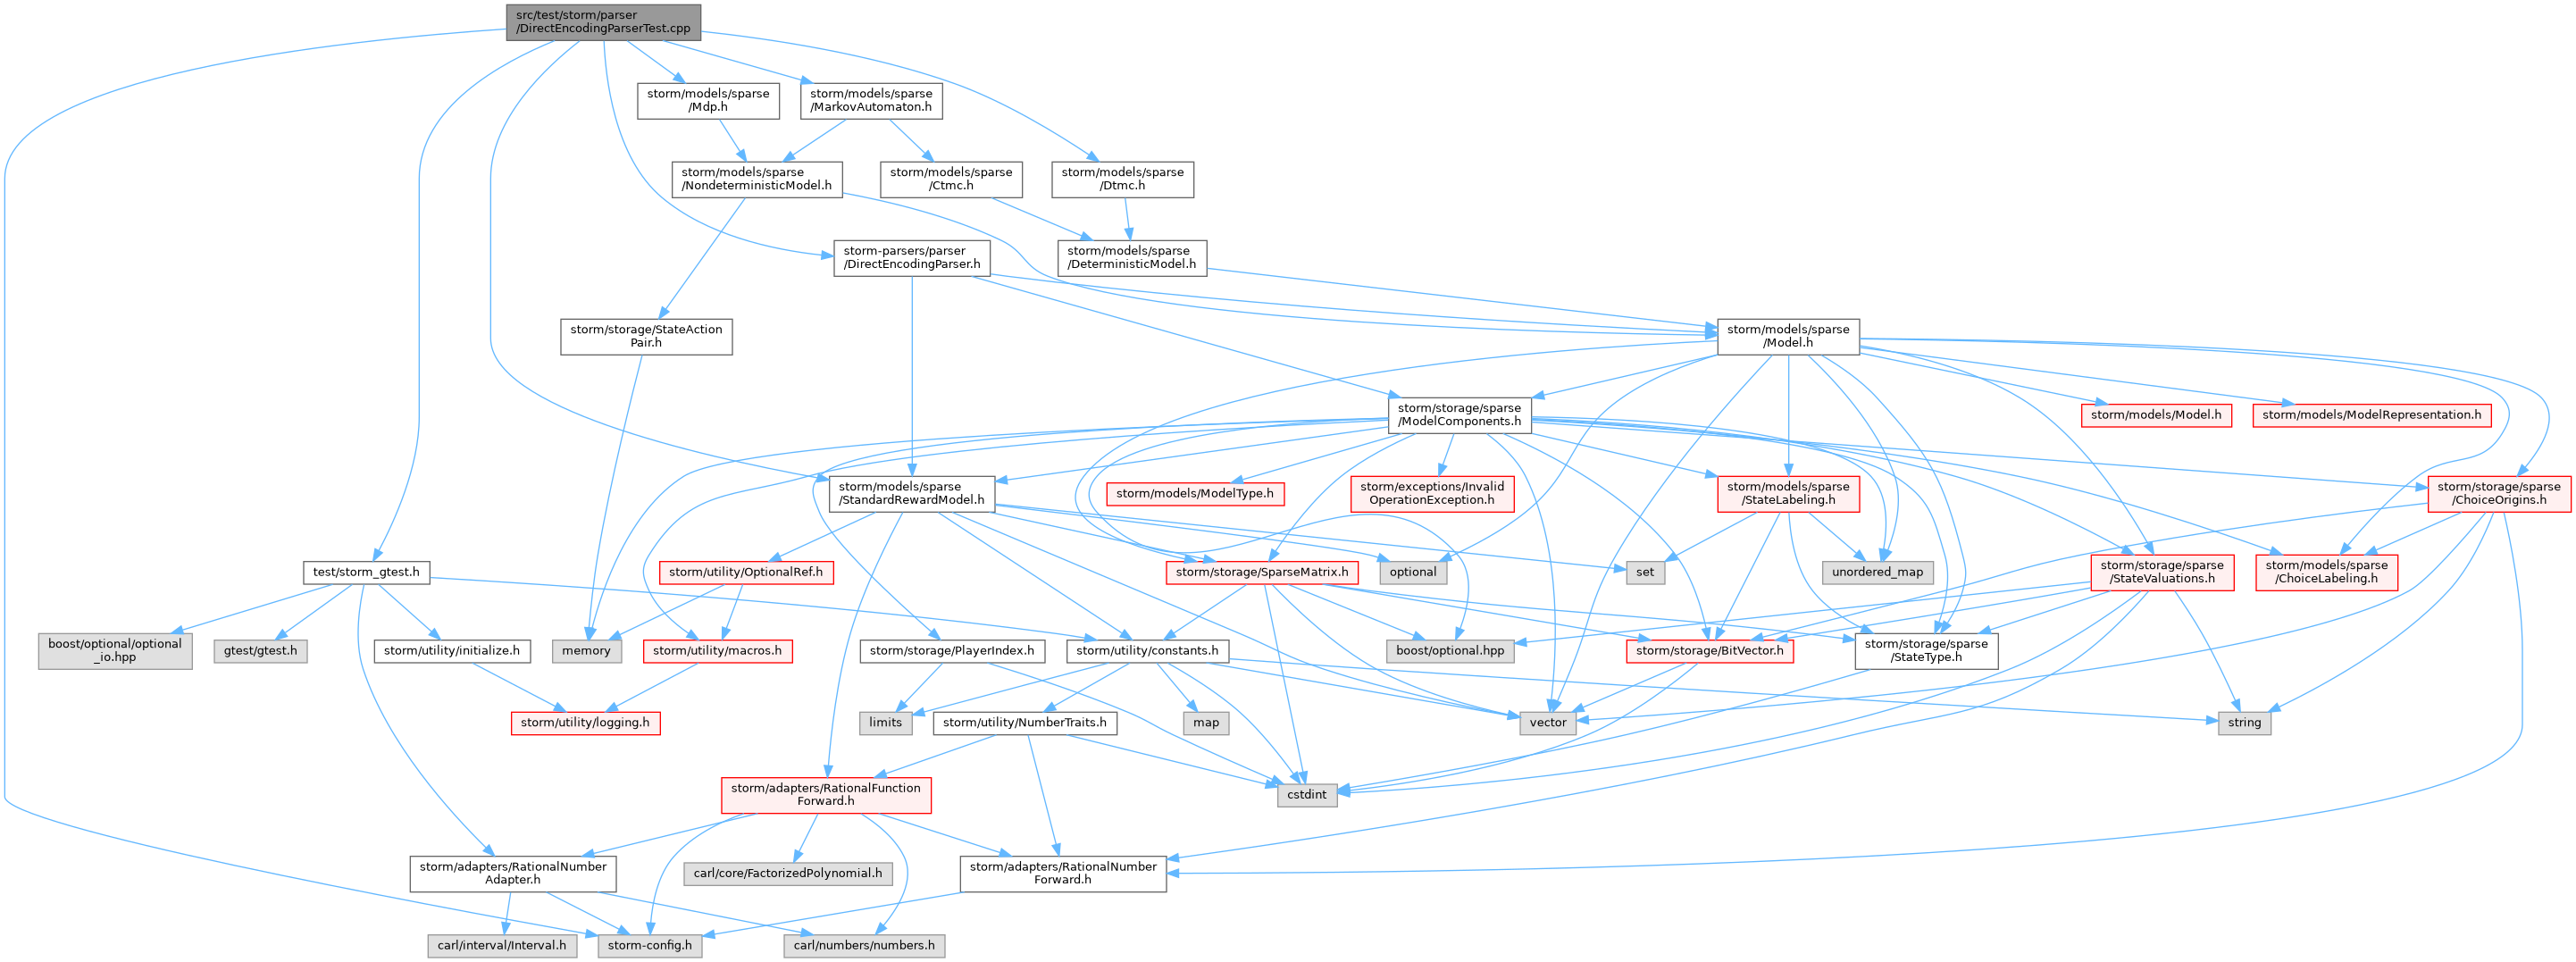 src/test/storm/parser
/DirectEncodingParserTest.cpp
storm/models/sparse
/Mdp.h
storm/models/sparse
/MarkovAutomaton.h
storm/models/sparse
/NondeterministicModel.h
storm/models/sparse
/Ctmc.h
storm/models/sparse
/Dtmc.h
storm-parsers/parser
/DirectEncodingParser.h
storm/models/sparse
/DeterministicModel.h
storm/storage/StateAction
Pair.h
storm/models/sparse
/Model.h
storm/storage/sparse
/ModelComponents.h
storm/models/Model.h
storm/models/ModelRepresentation.h
storm/models/sparse
/StandardRewardModel.h
storm/models/ModelType.h
storm/exceptions/Invalid
OperationException.h
storm/models/sparse
/StateLabeling.h
storm/storage/sparse
/ChoiceOrigins.h
test/storm_gtest.h
storm/utility/OptionalRef.h
storm/storage/SparseMatrix.h
optional
set
unordered_map
storm/storage/sparse
/StateValuations.h
storm/models/sparse
/ChoiceLabeling.h
boost/optional/optional
_io.hpp
gtest/gtest.h
storm/utility/initialize.h
memory
storm/utility/macros.h
storm/storage/PlayerIndex.h
storm/utility/constants.h
boost/optional.hpp
storm/storage/BitVector.h
storm/storage/sparse
/StateType.h
storm/utility/logging.h
limits
storm/utility/NumberTraits.h
map
vector
string
storm/adapters/RationalFunction
Forward.h
cstdint
storm/adapters/RationalNumber
Adapter.h
carl/core/FactorizedPolynomial.h
storm/adapters/RationalNumber
Forward.h
carl/interval/Interval.h
storm-config.h
carl/numbers/numbers.h